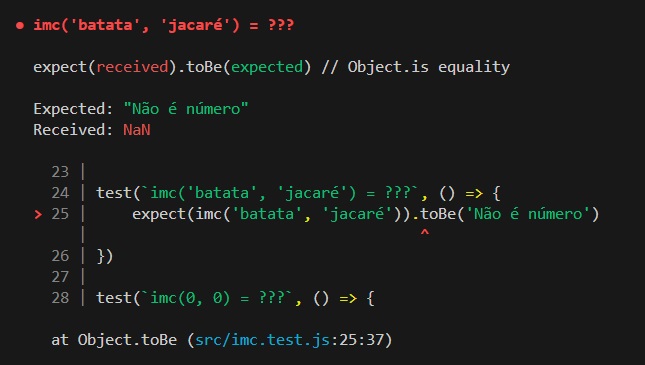 ● imc('batata', 'jacaré') = ???
expect(received).toBe(expected) // Object.is equality
Expected: "Não é número"
Received: NaN
23 |
24 | test(`imc('batata', 'jacaré') = ???`, () => {
> 25 |     expect(imc('batata', 'jacaré')).toBe('Não é número')
|                                     ^
26 | })
27 |
28 | test(`imc(0, 0) = ???`, () => {
at Object.toBe (src/imc.test.js:25:37)